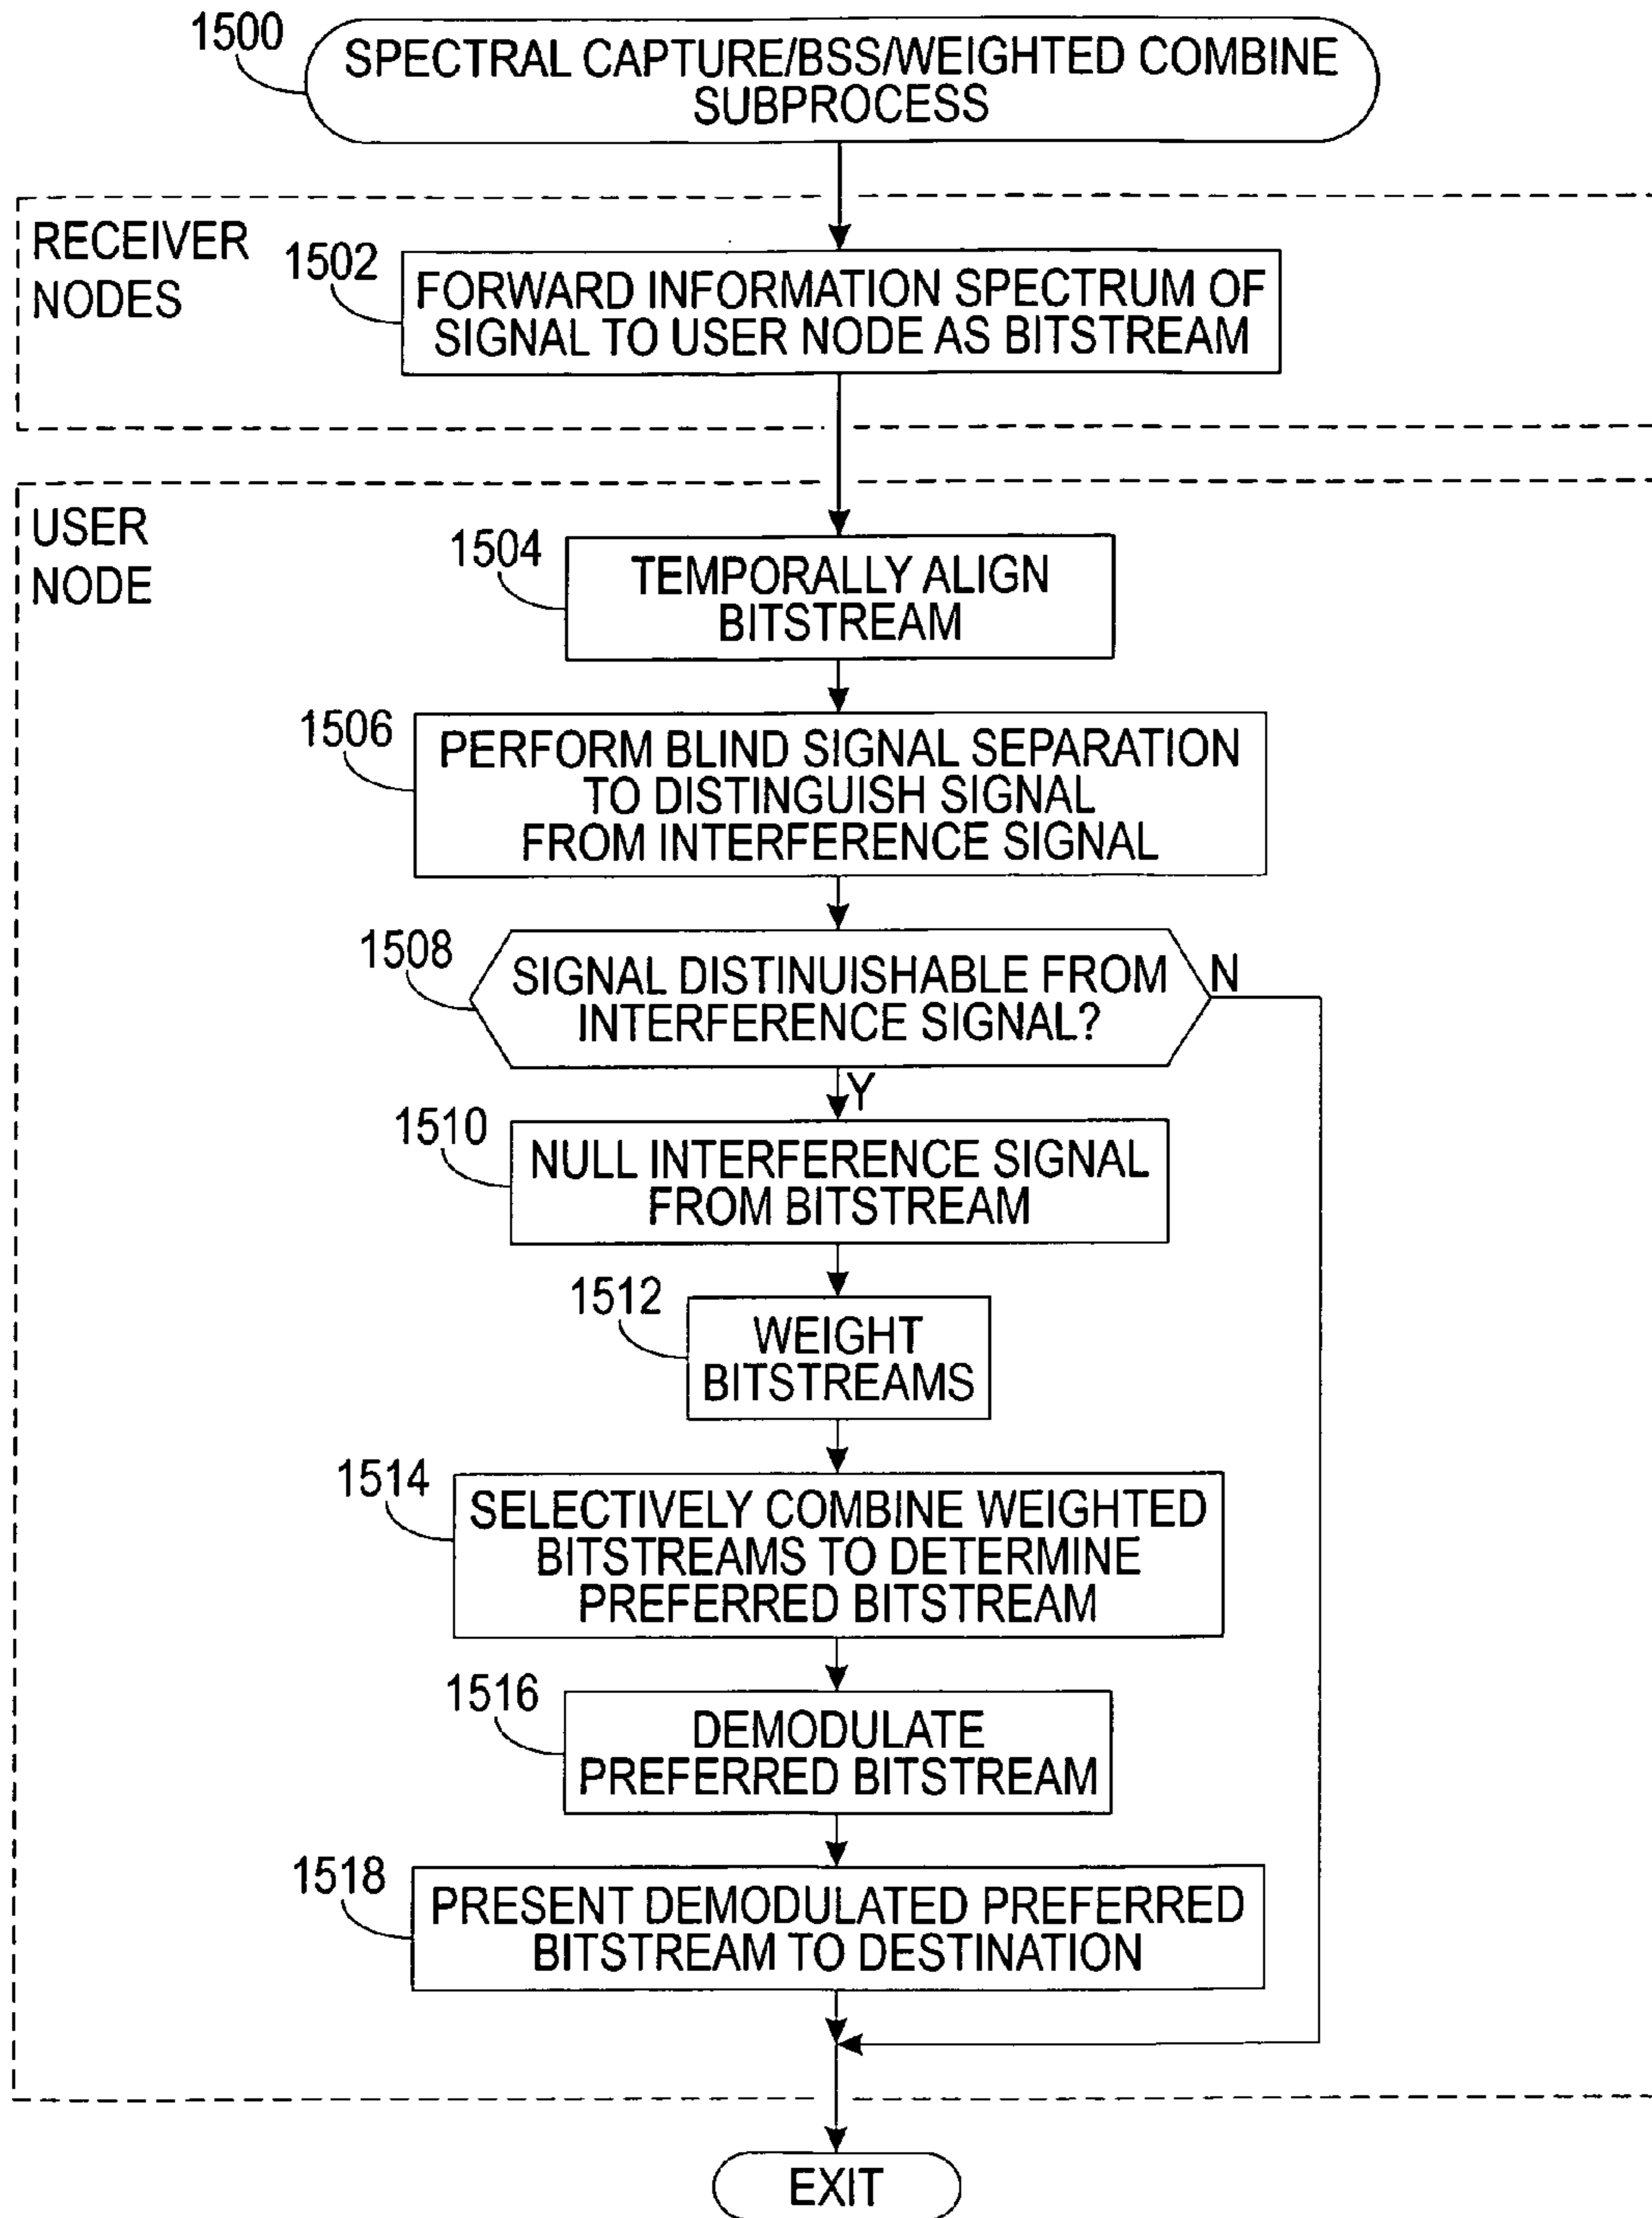 1500
SPECTRAL CAPTURE/BSS/WEIGHTED COMBINE
SUBPROCESS
RECEIVER
NODES
1502
FORWARD INFORMATION SPECTRUM OF
SIGNAL TO USER NODE AS BITSTREAM
USER
NODE
1504
TEMPORALLY ALIGN
BITSTREAM
1506
PERFORM BLIND SIGNAL SEPARATION
TO DISTINGUISH SIGNAL
FROM INTERFERENCE SIGNAL
1508
SIGNAL DISTINUISHABLE FROM
INTERFERENCE SIGNAL?
N
Y
1510
NULL INTERFERENCE SIGNAL
FROM BITSTREAM
1512
WEIGHT
BITSTREAMS
1514
SELECTIVELY COMBINE WEIGHTED
BITSTREAMS TO DETERMINE
PREFERRED BITSTREAM
1516
DEMODULATE
PREFERRED BITSTREAM
1518
PRESENT DEMODULATED PREFERRED
BITSTREAM TO DESTINATION
EXIT